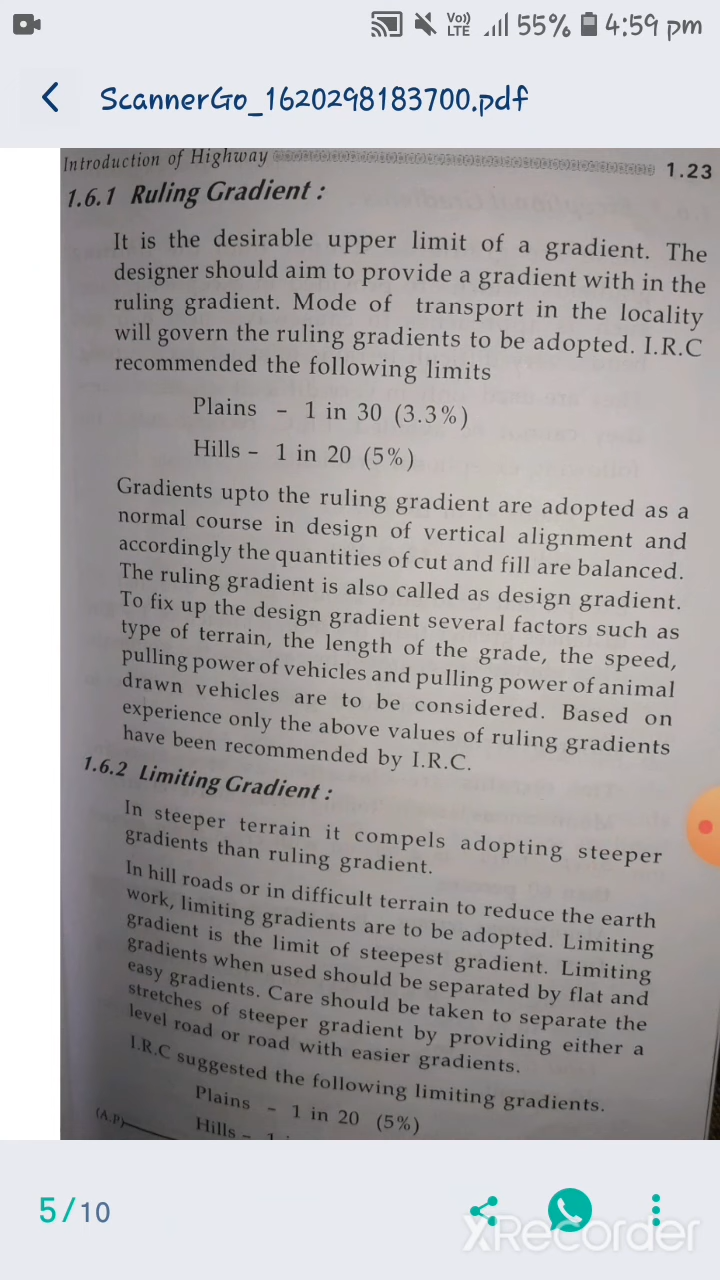 Vo))
LTE
55%
4:59 pm
ScannerGo_1620298183700.pdf
Introduction of Highway
1.23
1.6.1 Ruling Gradient :
It is the desirable upper limit of a gradient. The
designer should aim to provide a gradient with in the
ruling gradient. Mode of transport in the locality
will govern the ruling gradients to be adopted. I.R.C
recommended the following limits
Plains - 1 in 30 (3.3%)
Hills - 1 in 20 (5%)
Gradients upto the ruling gradient are adopted as a
normal course in design of vertical alignment and
accordingly the quantities of cut and fill are balanced.
The ruling gradient is also called as design gradient.
To fix up the design gradient several factors such as
type of terrain, the length of the grade, the speed,
pulling power of vehicles and pulling power of animal
drawn vehicles are to be considered. Based on
experience only the above values of ruling gradients
have been recommended by I.R.C.
1.6.2 Limiting Gradient :
In steeper terrain it compels adopting steeper
gradients than ruling gradient.
In hill roads or in difficult terrain to reduce the earth
work, limiting gradients are to be adopted. Limiting
gradient is the limit of steepest gradient. Limiting
gradients when used should be separated by flat and
easy gradients. Care should be taken to separate the
stretches of steeper gradient by providing either a
level road or road with easier gradients.
I.R.C suggested the following limiting gradients.
Plains - 1 in 20 (5%)
(A.P)
Hills -
5/10
XRecorder